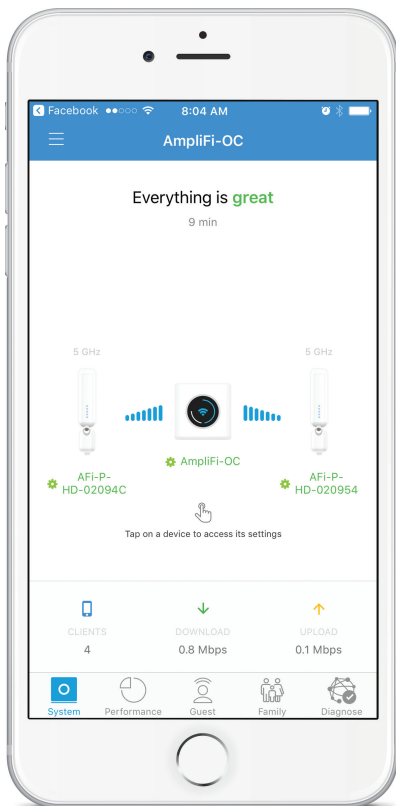 Facebook 8:04 AM
AmpliFi-OC
Everything is great
9 min
5 GHz 5 GHz
AmpliFi-OC
AFi-P-
HD-02094C
AFi-P-
HD-020954
Tap on a device to access its settings
CLIENTS DOWNLOAD UPLOAD
4 0.8 Mbps 0.1 Mbps
System Performance Guest Family Diagnose